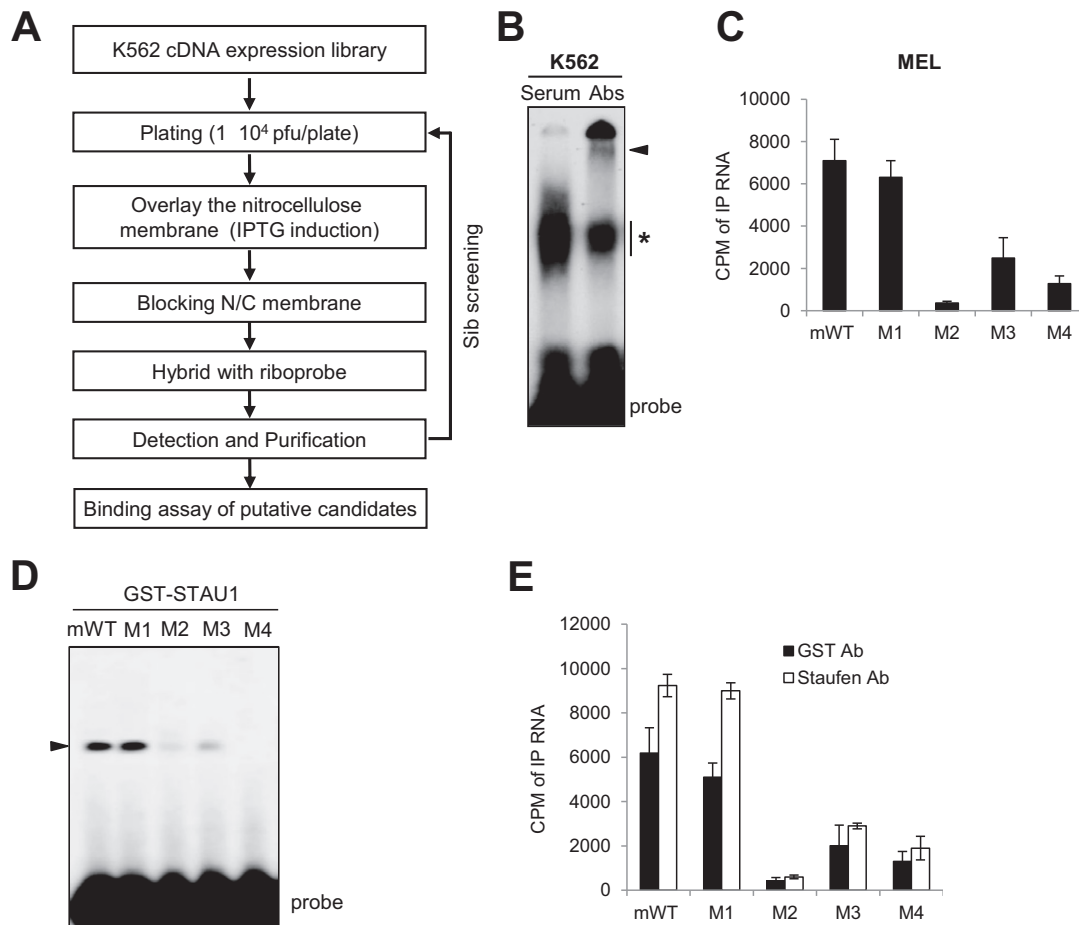 A
K562 cDNA expression library
Plating (1 10⁴ pfu/plate)
Overlay the nitrocellulose
membrane (IPTG induction)
Blocking N/C membrane
Hybrid with riboprobe
Detection and Purification
Binding assay of putative candidates
Sib screening
B
K562
Serum Abs
*
probe
C
MEL
CPM of IP RNA
10000
8000
6000
4000
2000
0
mWT M1 M2 M3 M4
D
GST-STAU1
mWT M1 M2 M3 M4
probe
E
CPM of IP RNA
12000
10000
8000
6000
4000
2000
0
GST Ab
Staufen Ab
mWT M1 M2 M3 M4